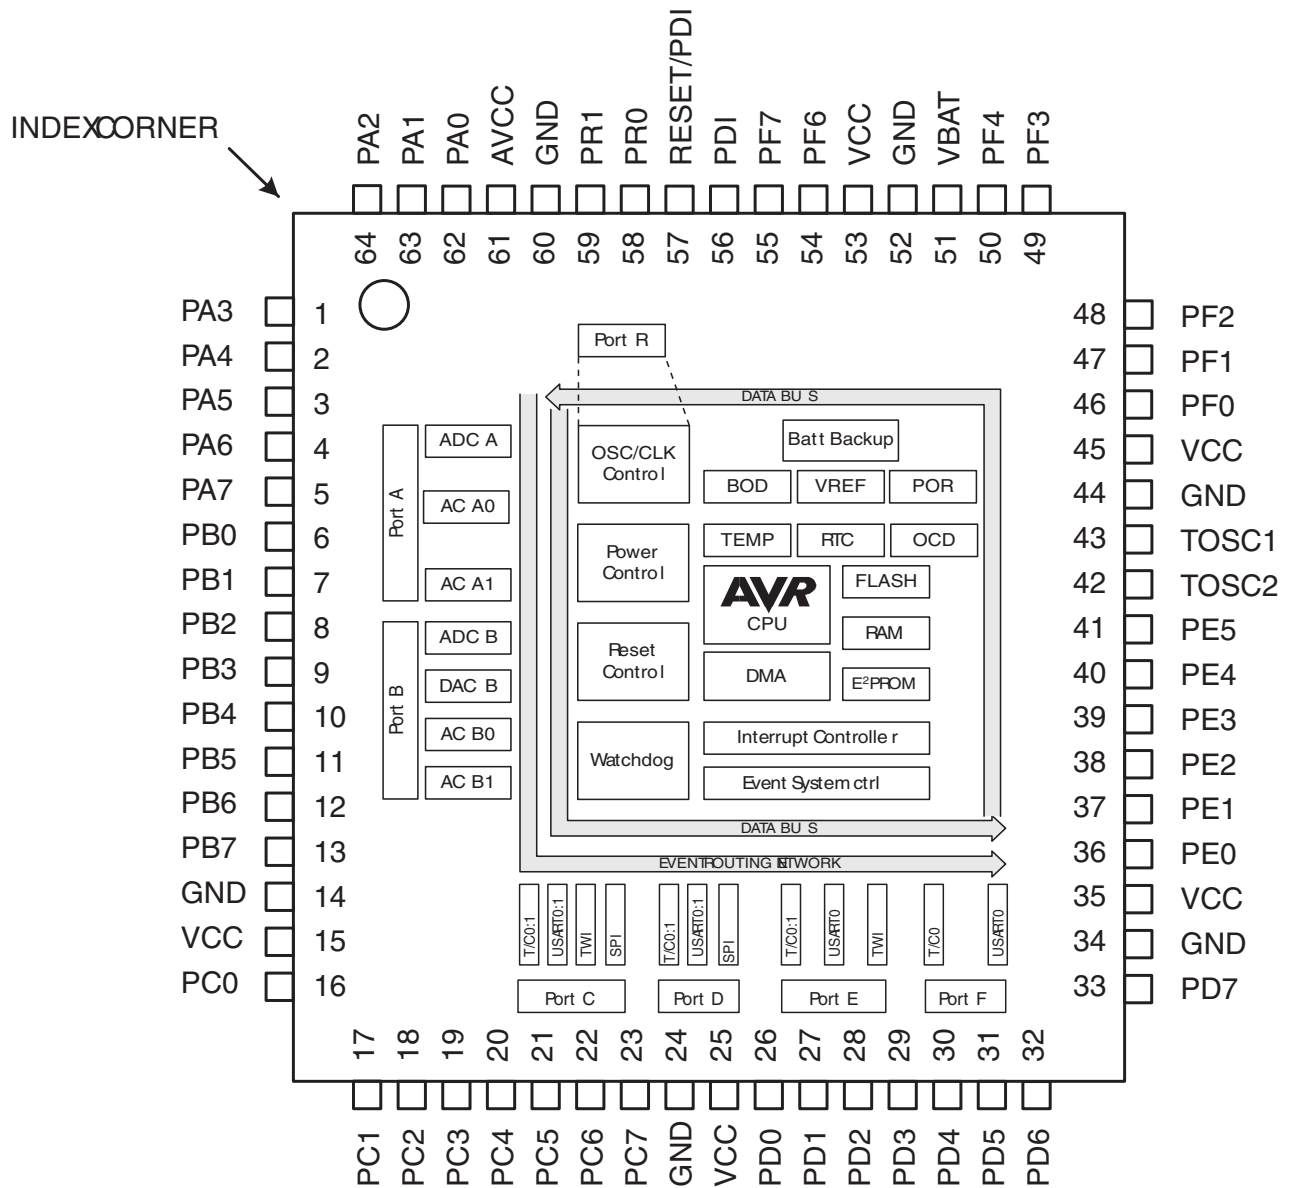 INDEXCORNER
PA2 PA1 PA0 AVCC GND PR1 PR0 RESET/PDI PDI PF7 PF6 VCC GND VBAT PF4 PF3
64 63 62 61 60 59 58 57 56 55 54 53 52 51 50 49
PA3 1
PA4 2
PA5 3
PA6 4
PA7 5
PB0 6
PB1 7
PB2 8
PB3 9
PB4 10
PB5 11
PB6 12
PB7 13
GND 14
VCC 15
PC0 16
48 PF2
47 PF1
46 PF0
45 VCC
44 GND
43 TOSC1
42 TOSC2
41 PE5
40 PE4
39 PE3
38 PE2
37 PE1
36 PE0
35 VCC
34 GND
33 PD7
Port R
DATA BUS
Port A
ADC A
AC A0
AC A1
Port B
ADC B
DAC B
AC B0
AC B1
OSC/CLK
Control
Power
Control
Reset
Control
Watchdog
Batt Backup
BOD VREF POR
TEMP RTC OCD
AVR
CPU
FLASH
RAM
DMA
E²PROM
Interrupt Controller
Event System ctrl
DATA BUS
EVENT ROUTING NETWORK
T/C0:1 USART0:1 TWI SPI
T/C0:1 USART0:1 SPI
T/C0:1 USART0 TWI
T/C0 USART0
Port C Port D Port E Port F
17 18 19 20 21 22 23 24 25 26 27 28 29 30 31 32
PC1 PC2 PC3 PC4 PC5 PC6 PC7 GND VCC PD0 PD1 PD2 PD3 PD4 PD5 PD6